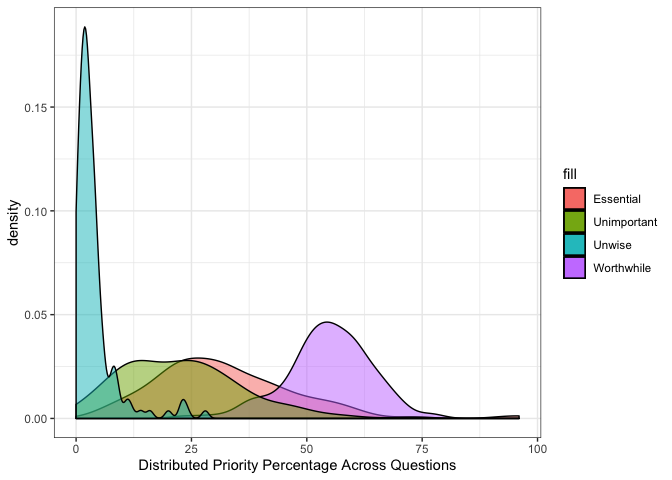 0.15
0.10
0.05
0.00
density
0
25
50
75
100
Distributed Priority Percentage Across Questions
fill
Essential
Unimportant
Unwise
Worthwhile